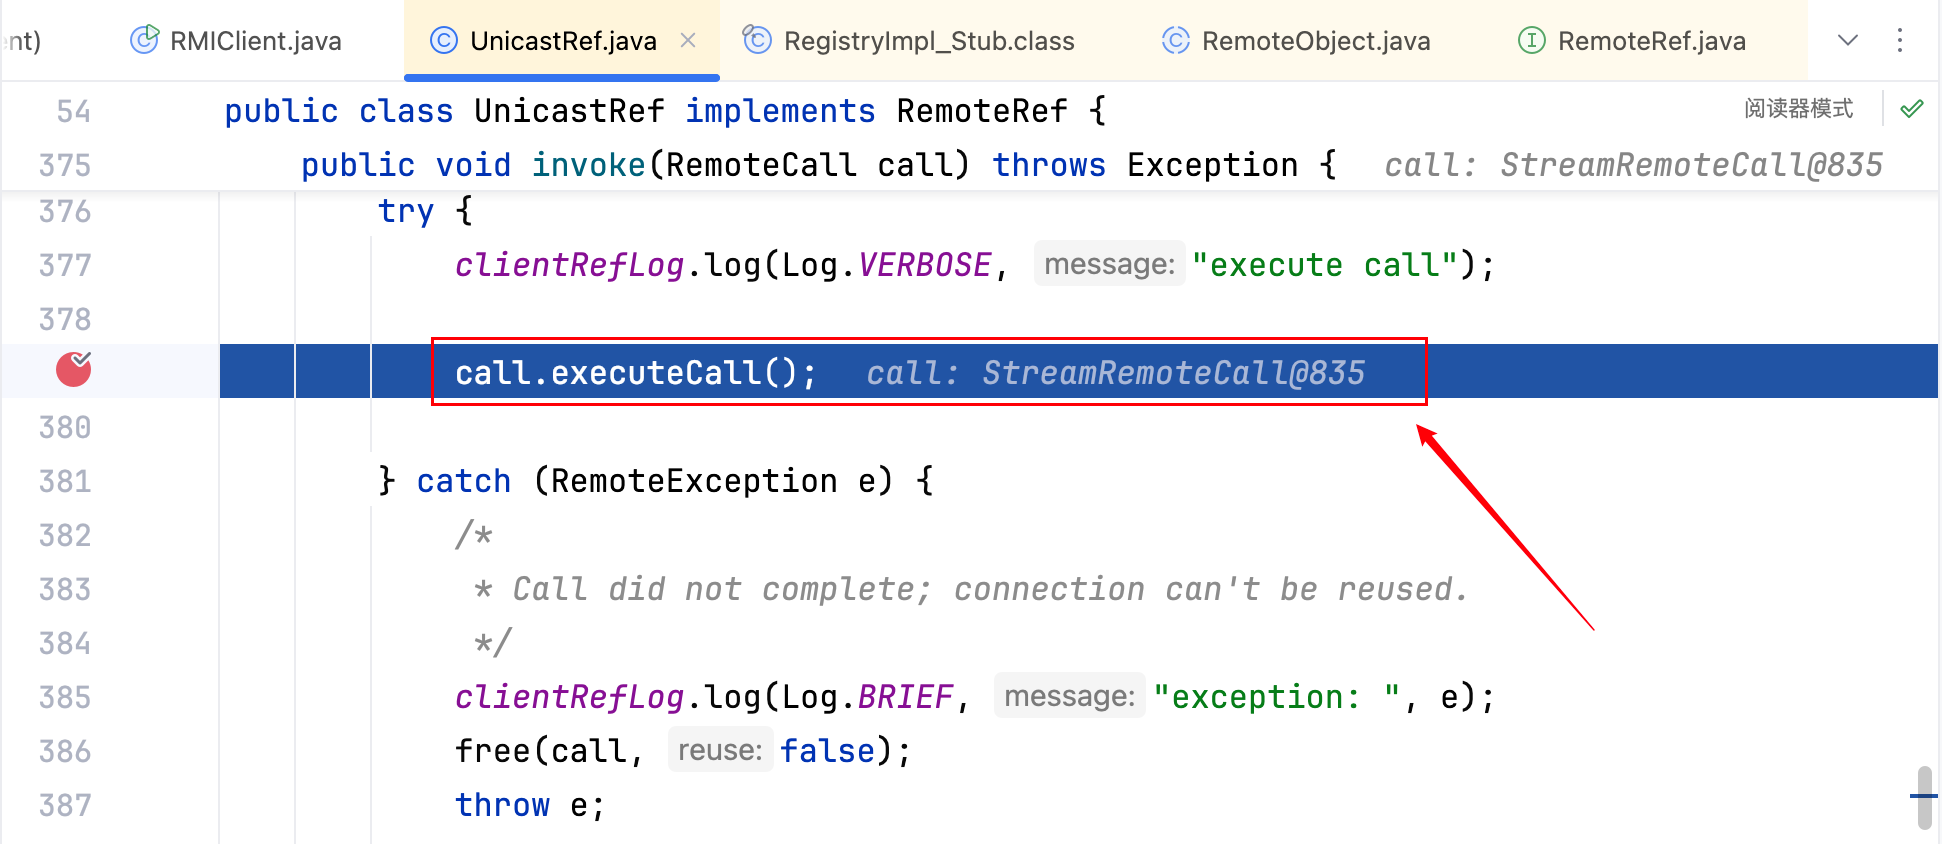 nt) RMIClient.java UnicastRef.java RegistryImpl_Stub.class RemoteObject.java RemoteRef.java
54 public class UnicastRef implements RemoteRef { 阅读器模式
375 public void invoke(RemoteCall call) throws Exception { call: StreamRemoteCall@835
376 try {
377 clientRefLog.log(Log.VERBOSE, message: "execute call");
378
call.executeCall(); call: StreamRemoteCall@835
380
381 } catch (RemoteException e) {
382 /*
383 * Call did not complete; connection can't be reused.
384 */
385 clientRefLog.log(Log.BRIEF, message: "exception: ", e);
386 free(call, reuse: false);
387 throw e;